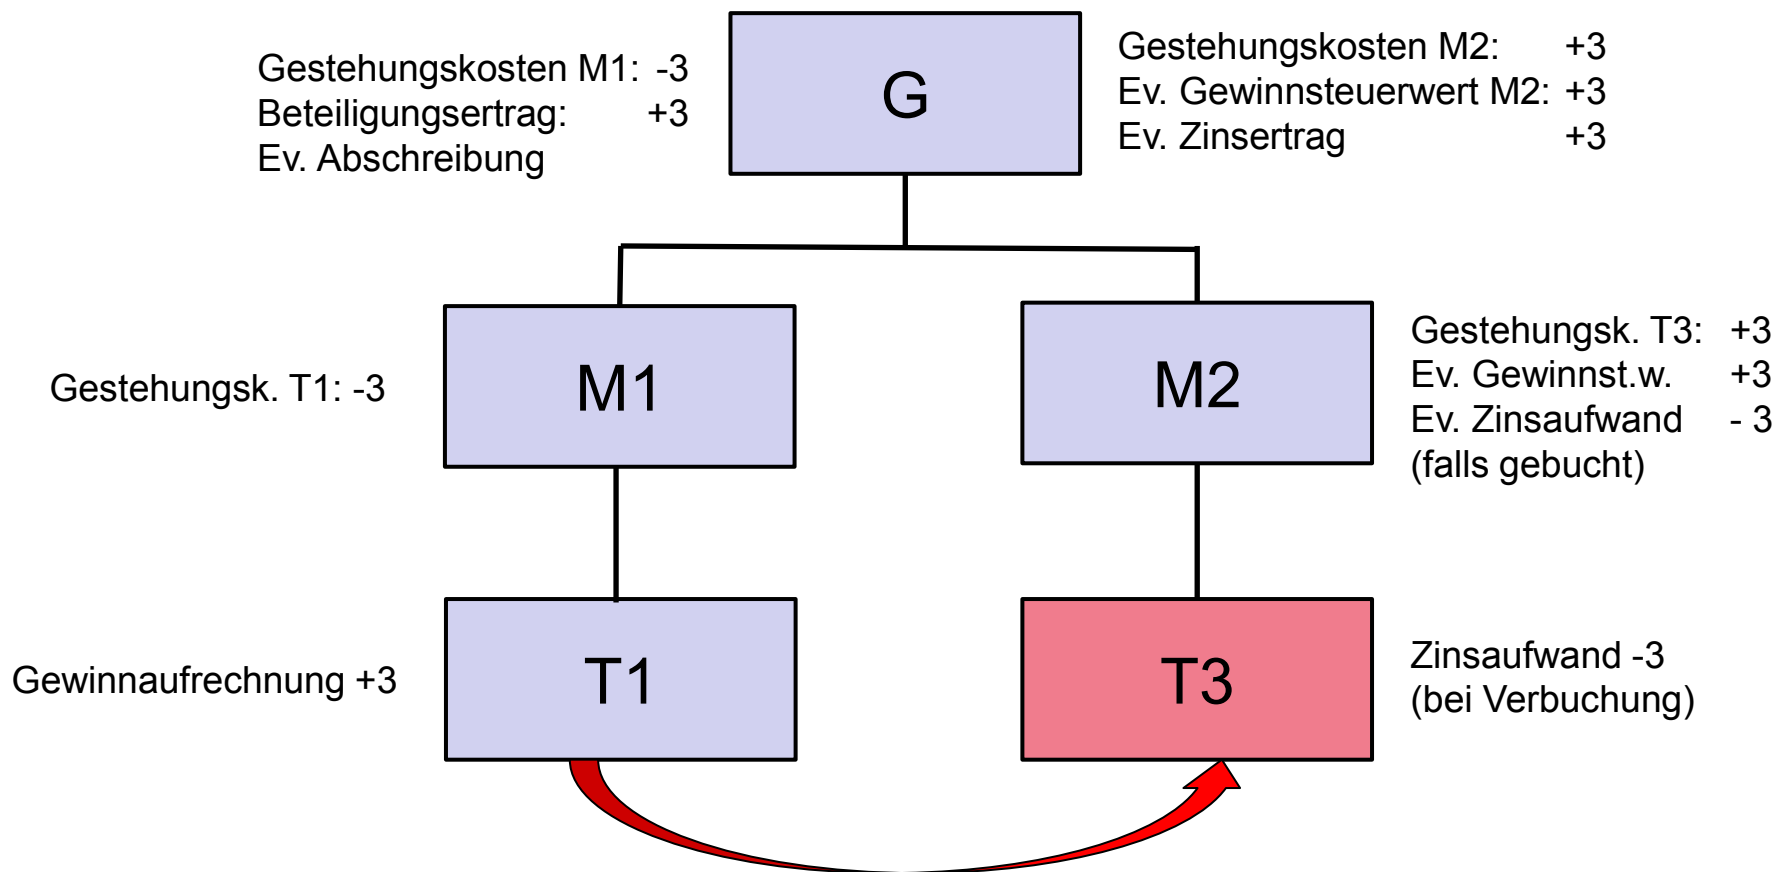 Gestehungskosten M1: -3
Beteiligungsertrag: +3
Ev. Abschreibung
G
Gestehungskosten M2: +3
Ev. Gewinnsteuerwert M2: +3
Ev. Zinsertrag +3
Gestehungsk. T1: -3
M1
M2
Gestehungsk. T3: +3
Ev. Gewinnst.w. +3
Ev. Zinsaufwand - 3
(falls gebucht)
Gewinnaufrechnung +3
T1
T3
Zinsaufwand -3
(bei Verbuchung)